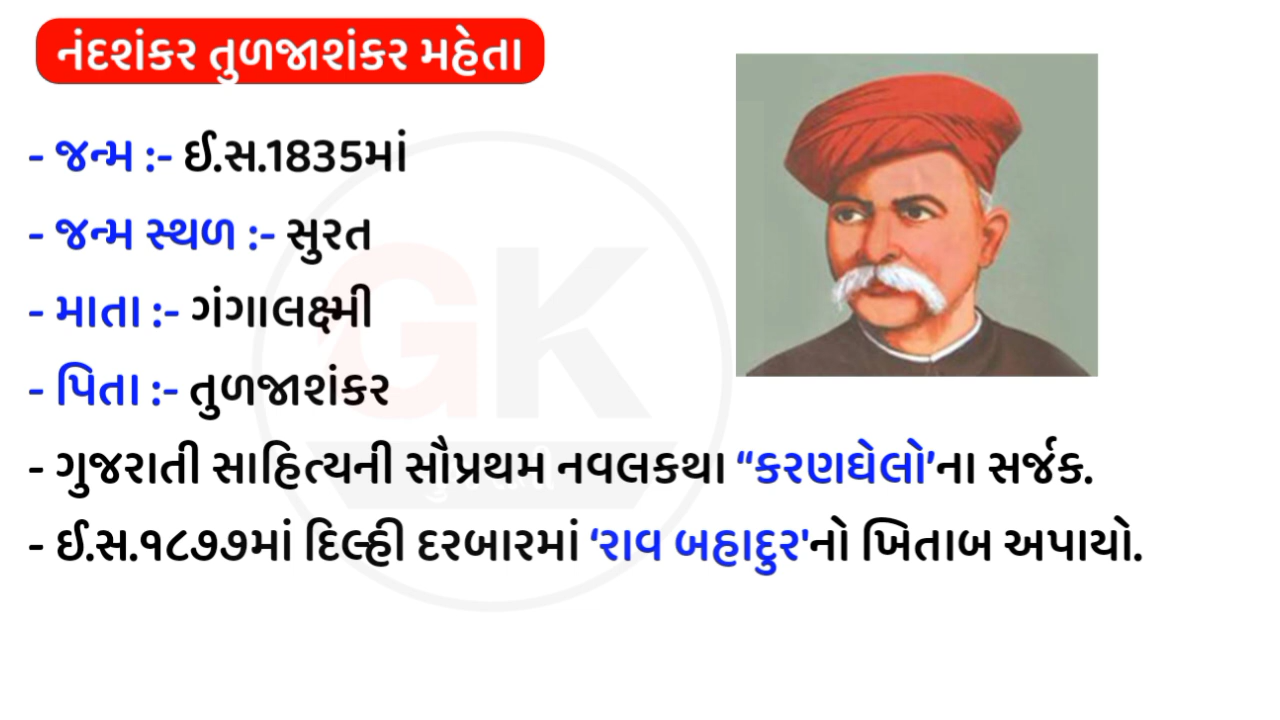 નંદશંકર તુળજાશંકર મહેતા
- જન્મ :- ઈ.સ.1835માં
- જન્મ સ્થળ :- સુરત
- માતા :- ગંગાલક્ષ્મી
- પિતા :- તુળજાશંકર
- ગુજરાતી સાહિત્યની સૌપ્રથમ નવલકથા “કરણઘેલો’ના સર્જક.
- ઈ.સ.૧૮૭૭માં દિલ્હી દરબારમાં ‘રાવ બહાદુર'નો ખિતાબ અપાયો.
GK